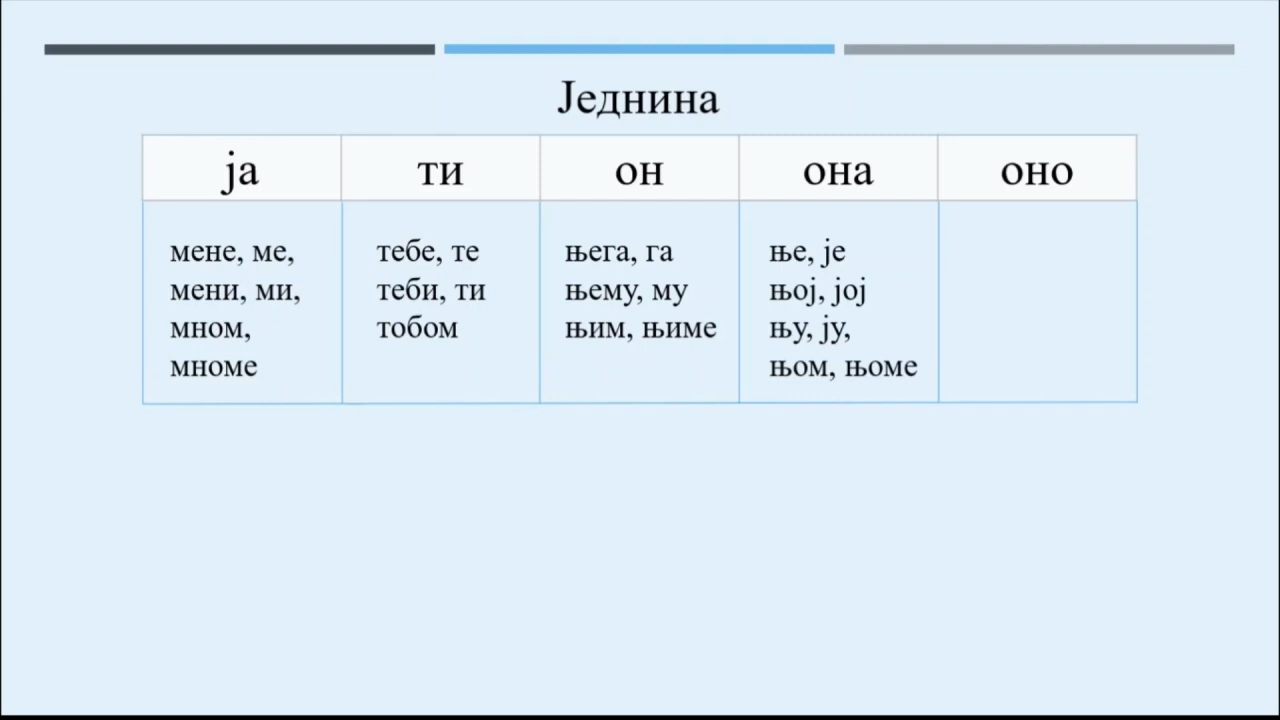 Једнина
ја
ти
он
она
оно
мене, ме,
мени, ми,
мном,
мноме
тебе, те
теби, ти
тобом
њега, га
њему, му
њим, њиме
ње, је
њој, јој
њу, ју,
њом, њоме